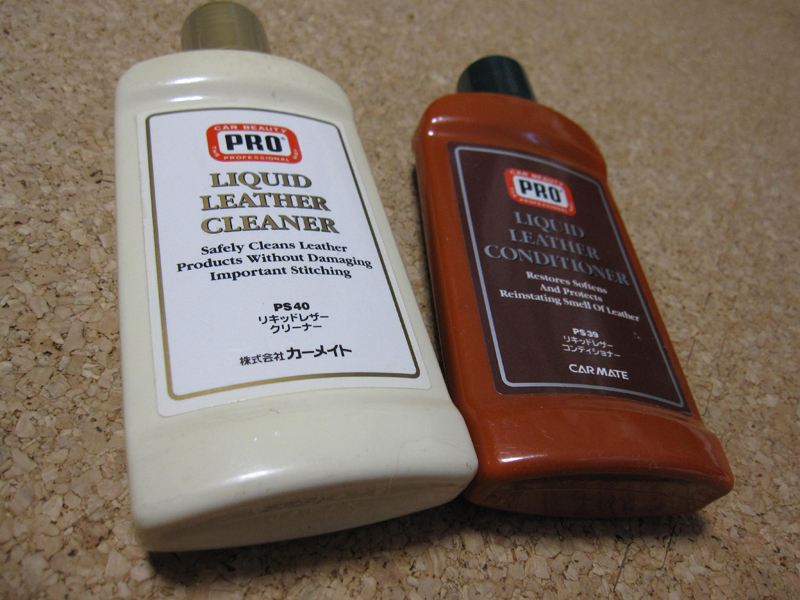 CAR BEAUTY
PRO
PROFESSIONAL
LIQUID
LEATHER
CLEANER
Safely Cleans Leather
Products Without Damaging
Important Stitching
PS40
リキッドレザー
クリーナー
株式会社 カーメイト
CAR BEAUTY
PRO
PROFESSIONAL
LIQUID
LEATHER
CONDITIONER
Restores Softens
And Protects
Reinstating Smell Of Leather
PS39
リキッドレザー
コンディショナー
CARMATE